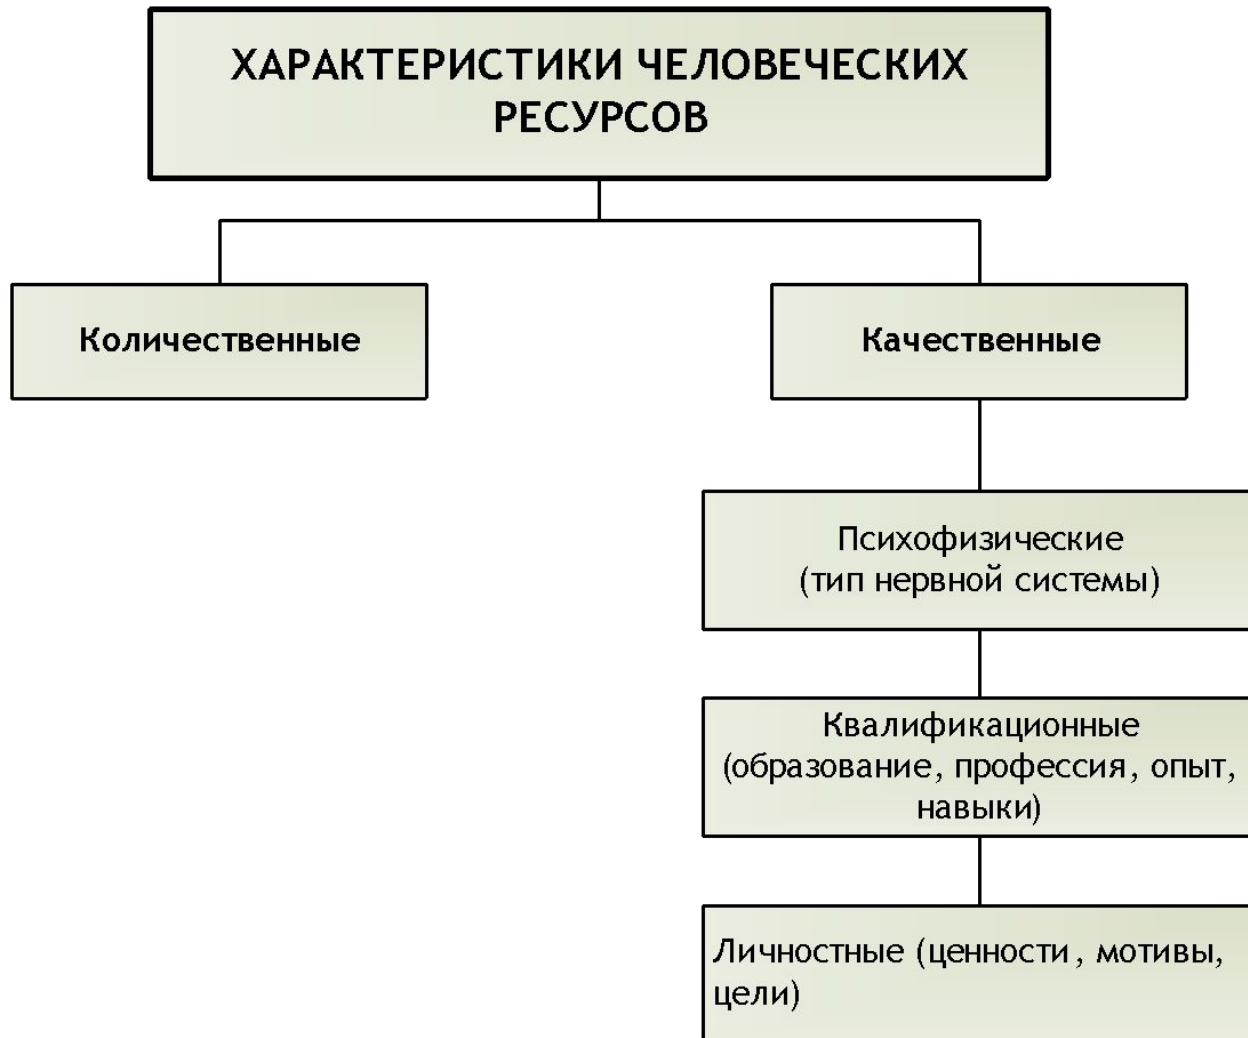 ХАРАКТЕРИСТИКИ ЧЕЛОВЕЧЕСКИХ
РЕСУРСОВ
Количественные
Качественные
Психофизические
(тип нервной системы)
Квалификационные
(образование, профессия, опыт,
навыки)
Личностные (ценности, мотивы,
цели)